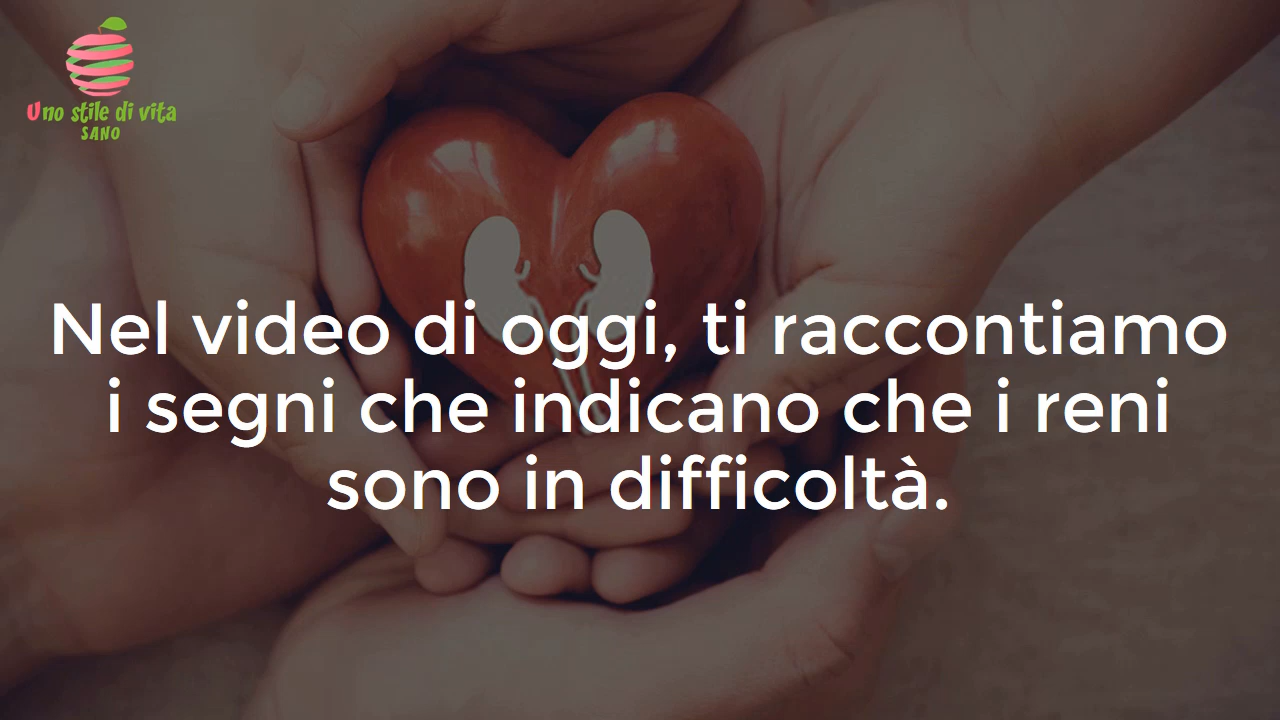 Uno stile di vita
SANO
Nel video di oggi, ti raccontiamo
i segni che indicano che i reni
sono in difficoltà.